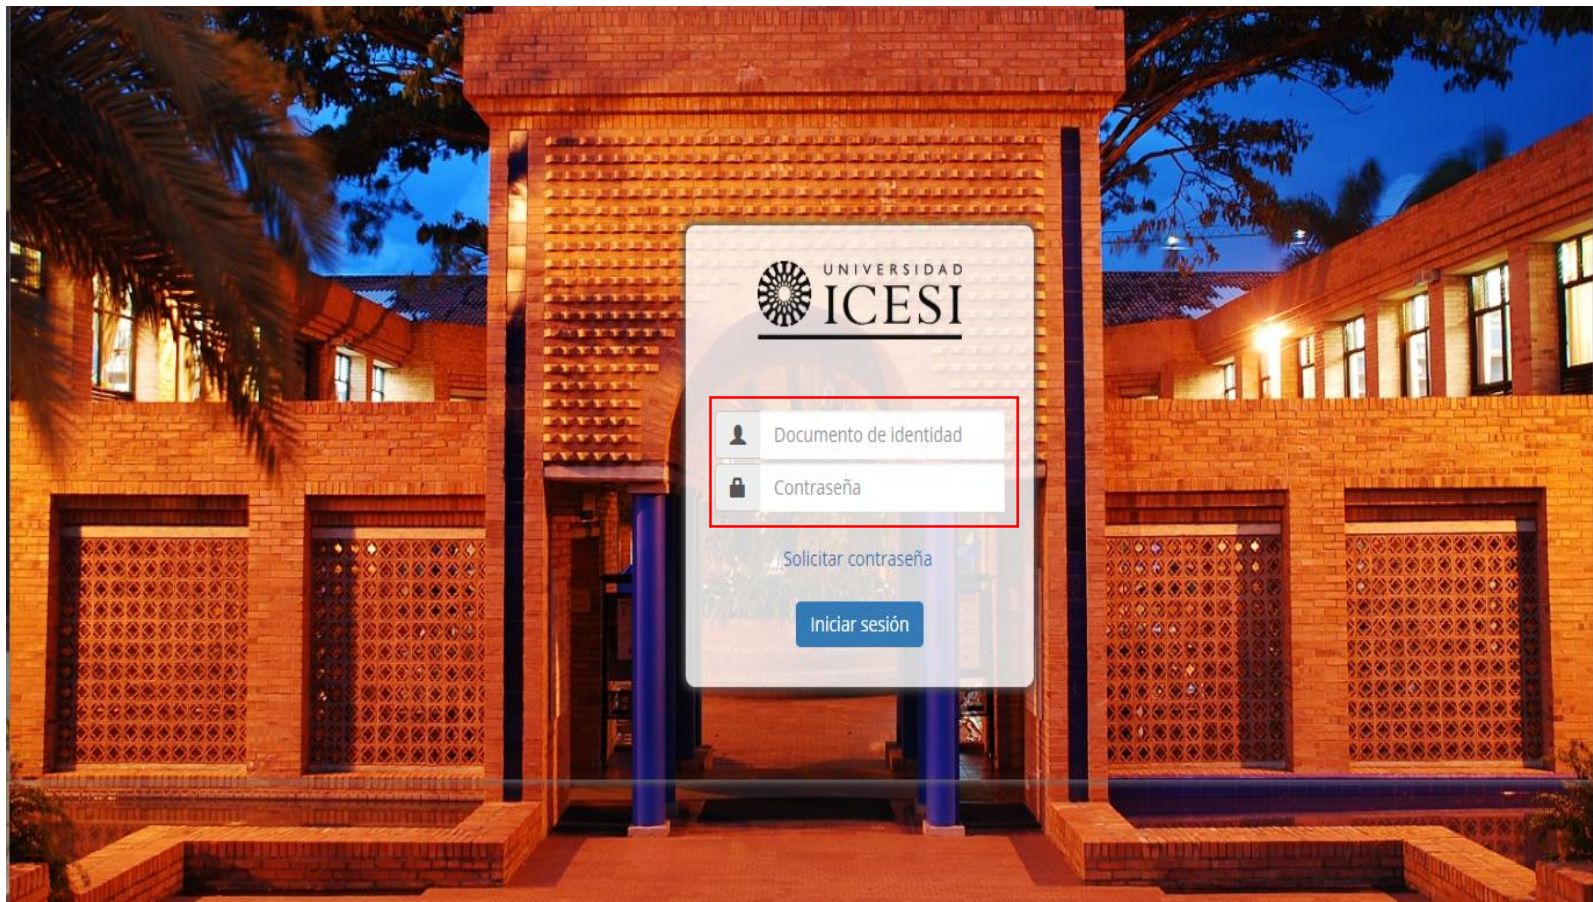 UNIVERSIDAD
ICESI
Documento de identidad
Contraseña
Solicitar contraseña
Iniciar sesión